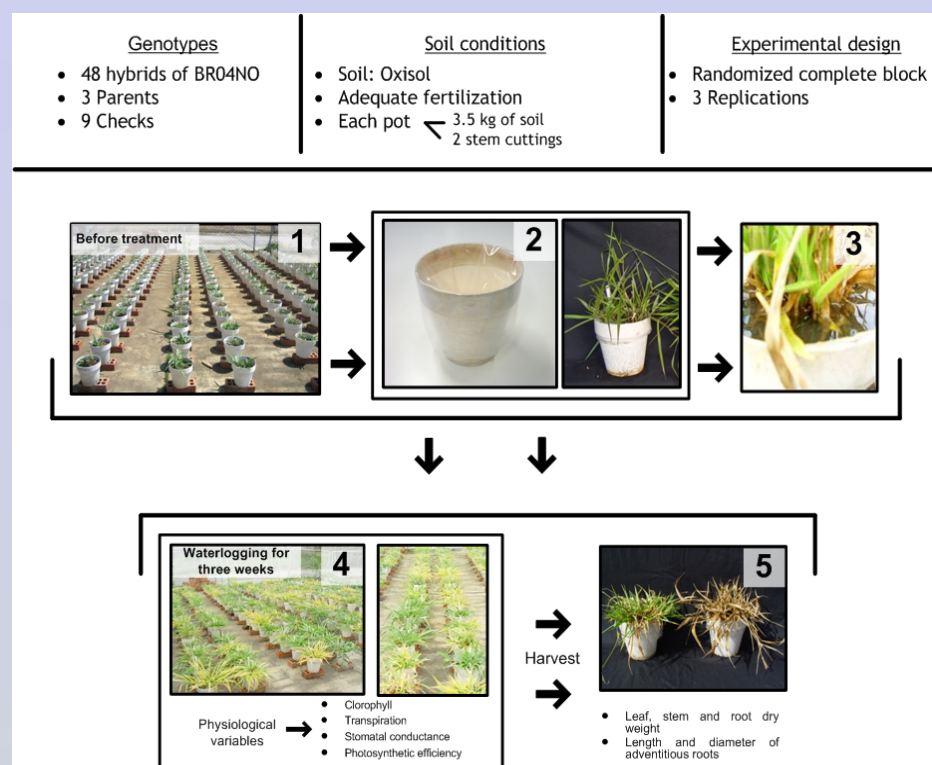 Genotypes
• 48 hybrids of BR04NO
• 3 Parents
• 9 Checks
Soil conditions
• Soil: Oxisol
• Adequate fertilization
• Each pot
3.5 kg of soil
2 stem cuttings
Experimental design
• Randomized complete block
• 3 Replications
Before treatment
1
2
3
Waterlogging for
three weeks
4
Physiological
variables
• Clorophyll
• Transpiration
• Stomatal conductance
• Photosynthetic efficiency
Harvest
5
• Leaf, stem and root dry
weight
• Length and diameter of
adventitious roots